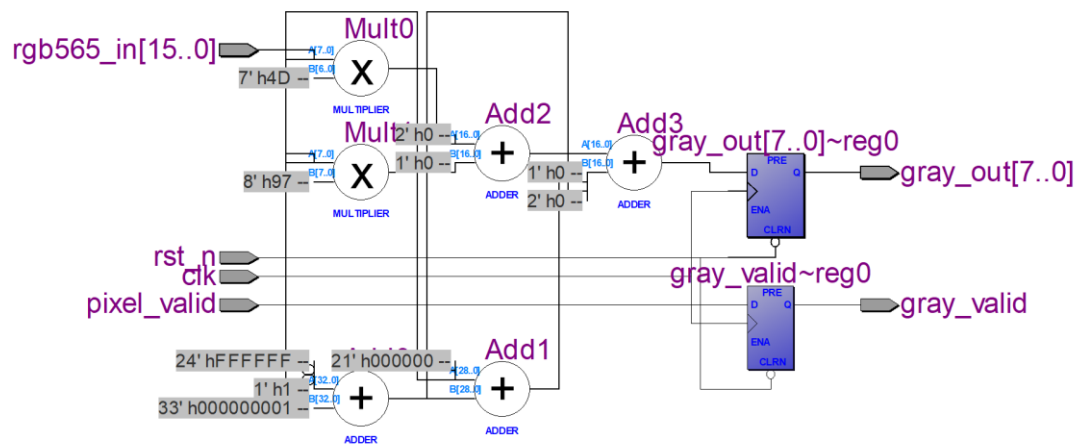 Mult0
rgb565_in[15..0]
A[7..0]
B[6..0]
7' h4D --
X
MULTIPLIER
Add2
2' h0 --
A[16..0]
B[16..0]
1' h0 --
+
ADDER
Add3
A[16..0]
B[16..0]
1' h0 --
2' h0 --
+
ADDER
gray_out[7..0]~reg0
PRE
D
Q
ENA
CLRN
gray_out[7..0]
A[7..0]
B[7..0]
8' h97 --
X
MULTIPLIER
rst_n
clk
pixel_valid
gray_valid~reg0
PRE
D
Q
ENA
CLRN
gray_valid
24' hFFFFFF --
1' h1 --
33' h000000001 --
A[32..0]
B[32..0]
+
ADDER
21' h000000 --
Add1
A[28..0]
B[28..0]
+
ADDER